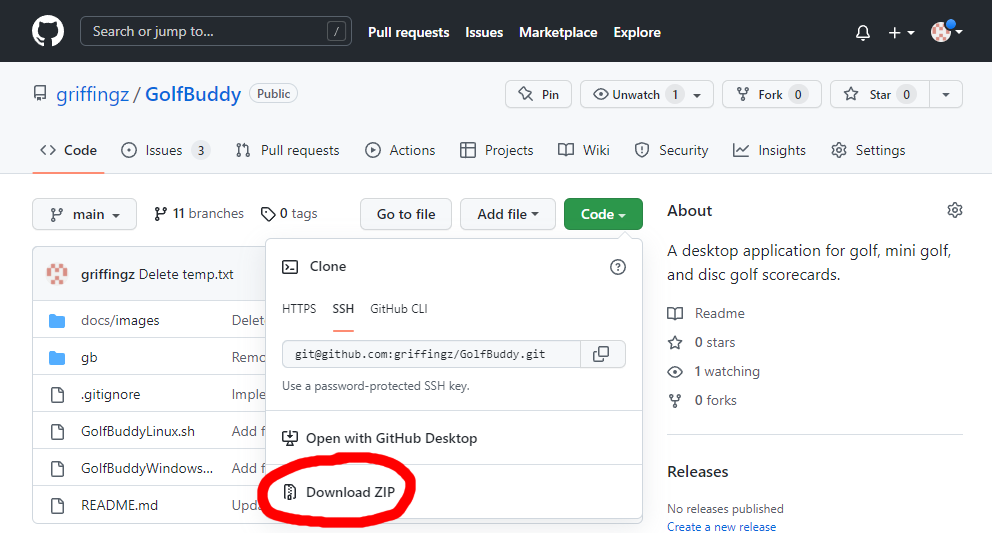 Search or jump to... /
Pull requests Issues Marketplace Explore
griffingz / GolfBuddy Public
Pin Unwatch 1 Fork 0 Star 0
Code Issues 3 Pull requests Actions Projects Wiki Security Insights Settings
main 11 branches 0 tags Go to file Add file Code
griffingz Delete temp.txt
docs/images Delet
gb Remo
.gitignore Imple
GolfBuddyLinux.sh Add f
GolfBuddyWindows... Add f
README.md Upda
Clone
HTTPS SSH GitHub CLI
git@github.com:griffingz/GolfBuddy.git
Use a password-protected SSH key.
Open with GitHub Desktop
Download ZIP
About
A desktop application for golf, mini golf,
and disc golf scorecards.
Readme
0 stars
1 watching
0 forks
Releases
No releases published
Create a new release